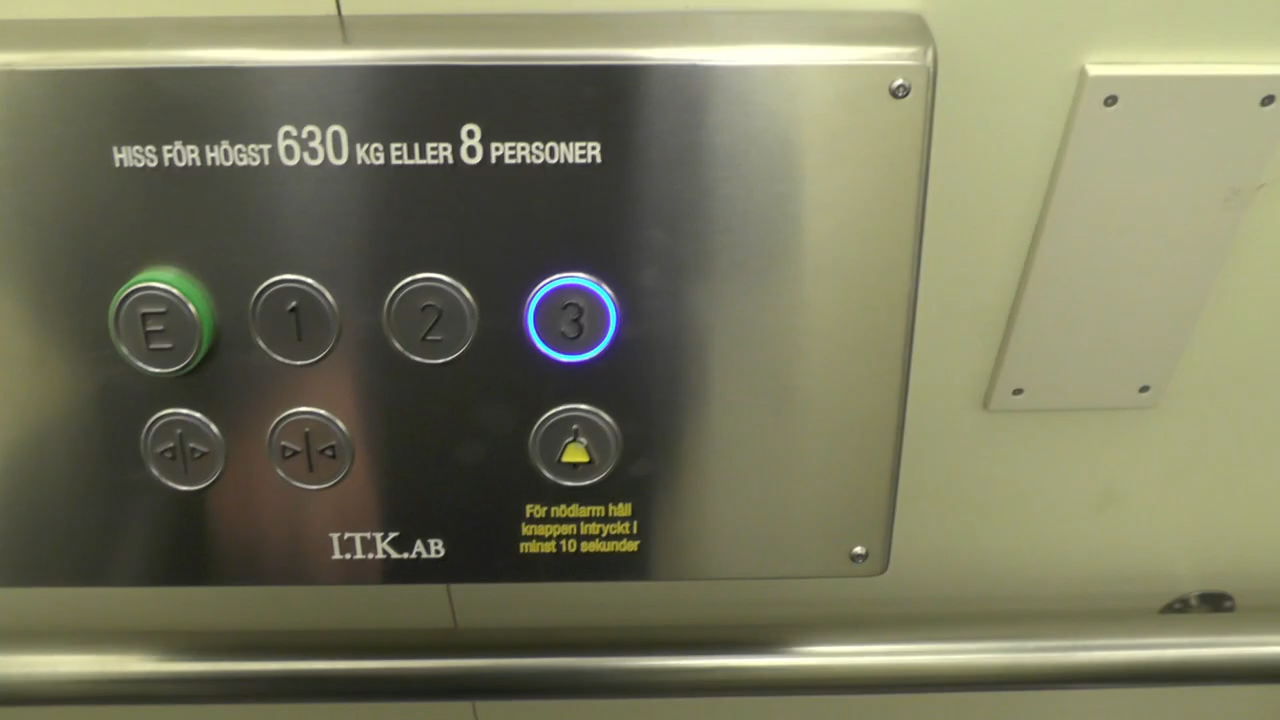 HISS FÖR HÖGST 630 KG ELLER 8 PERSONER
E 1 2 3
I.T.K.AB
För nödlarm håll
knappen intryckt i
minst 10 sekunder